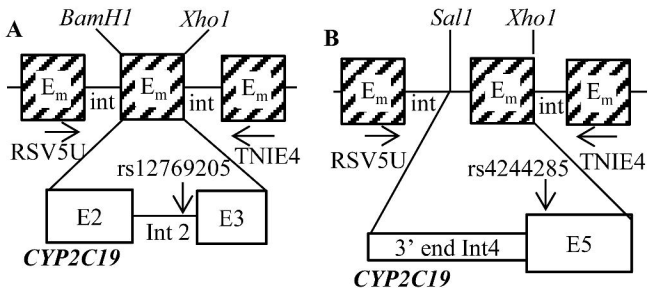 A
BamH1 Xho1
Em Em Em
int int
RSV5U TNIE4
rs12769205
E2 E3
Int 2
CYP2C19
B
Sal1 Xho1
Em Em Em
int int
RSV5U TNIE4
rs4244285
3’ end Int4 E5
CYP2C19